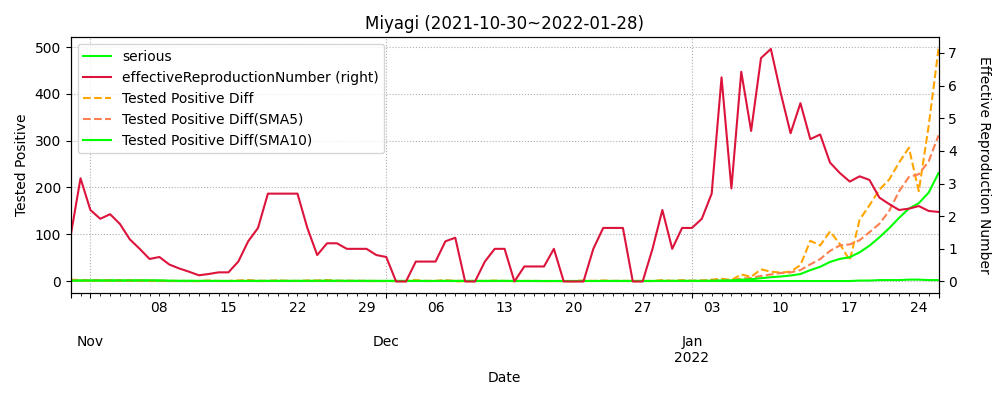 Miyagi (2021-10-30~2022-01-28)
serious
effectiveReproductionNumber (right)
Tested Positive Diff
Tested Positive Diff(SMA5)
Tested Positive Diff(SMA10)
Tested Positive
500
400
300
200
100
0
7
6
5
4
3
2
1
0
Effective Reproduction Number
08 15 22 29 06 13 20 27 03 10 17 24
Nov Dec Jan
2022
Date